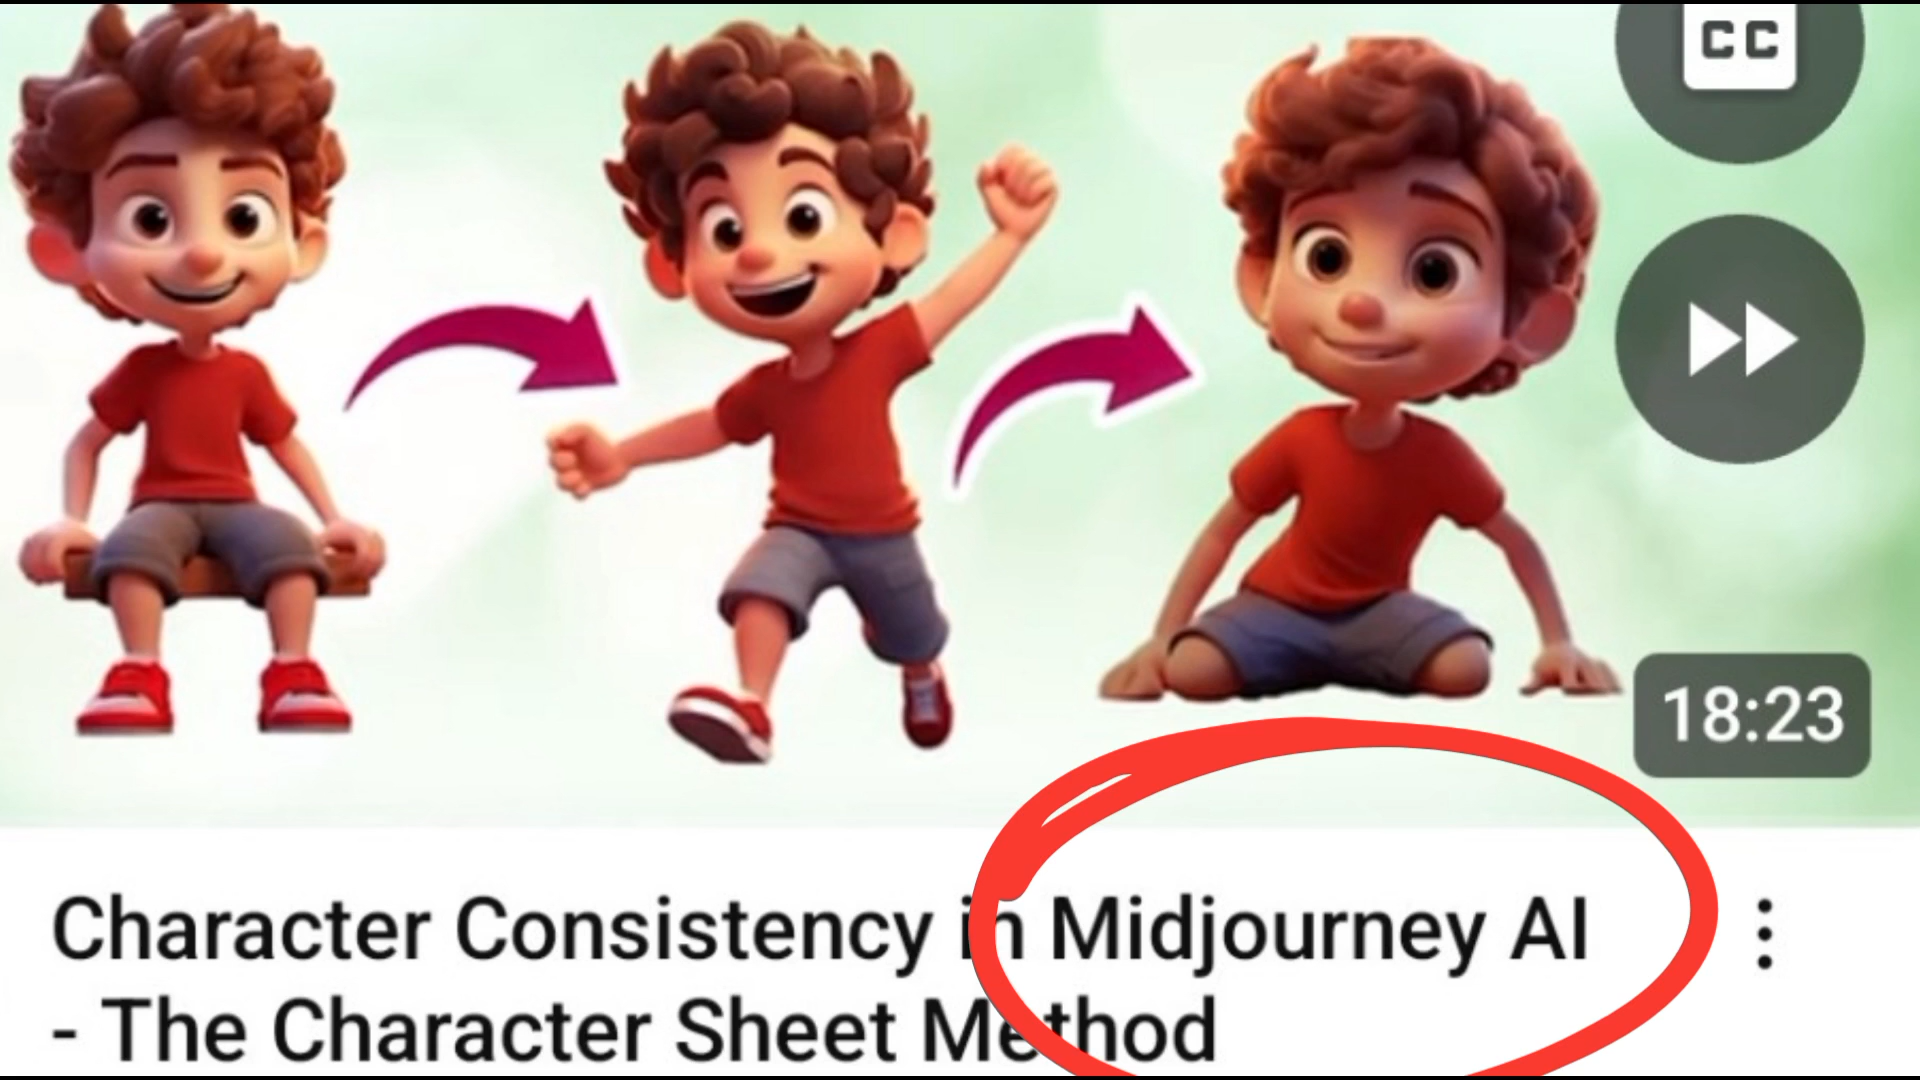 CC
18:23
Character Consistency in Midjourney AI
- The Character Sheet Method